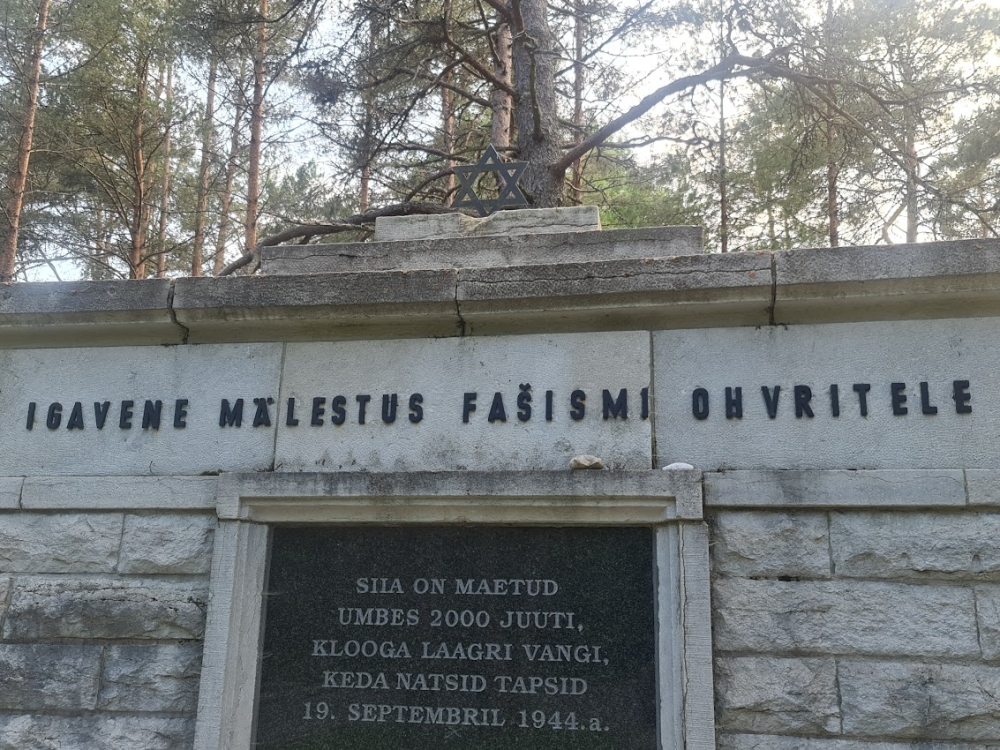 IGAVENE MÄLESTUS FAŠISMI OHVRITELE
SIIA ON MAETUD
UMBES 2000 JUUTI,
KLOOGA LAAGRI VANGI,
KEDA NATSID TAPSID
19. SEPTEMBRIL 1944.a.